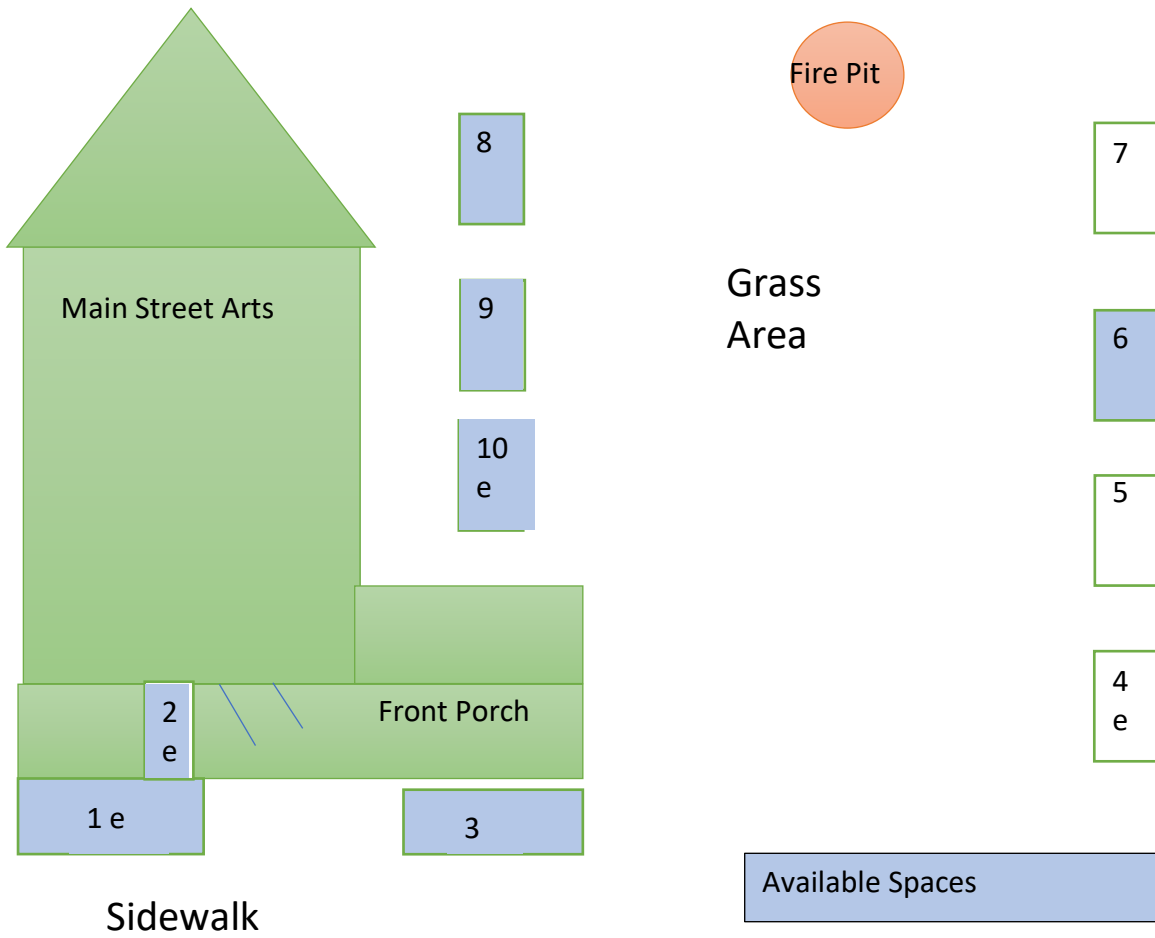 Fire Pit
8
7
Main Street Arts
9
Grass
Area
6
10
e
5
4
e
2
e
Front Porch
1 e
3
Available Spaces
Sidewalk